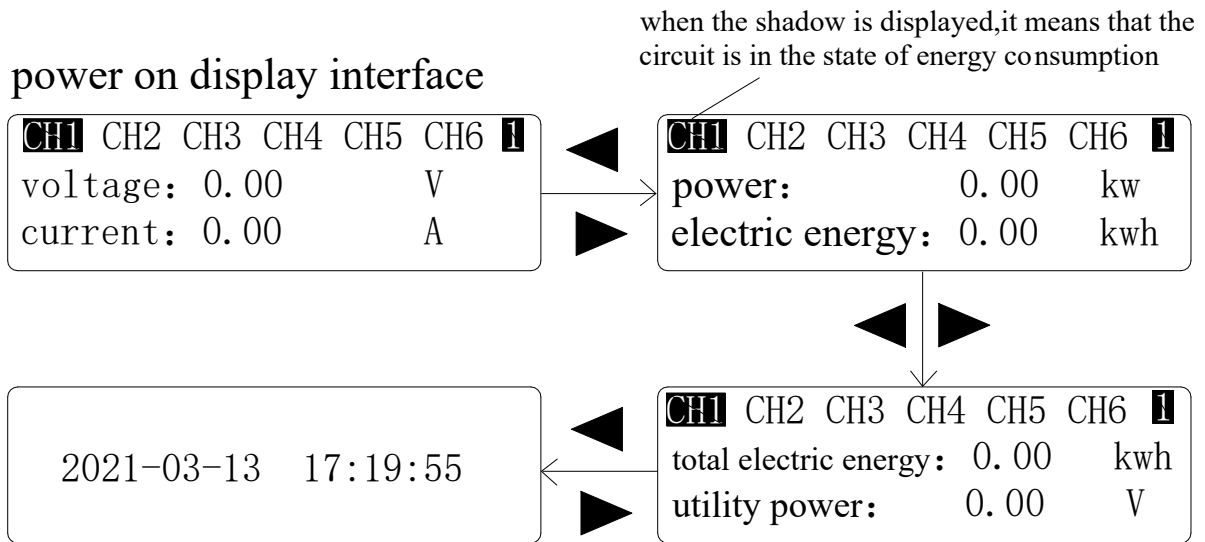 when the shadow is displayed,it means that the
circuit is in the state of energy consumption
power on display interface
CH1 CH2 CH3 CH4 CH5 CH6 1
voltage：0.00 V
current：0.00 A
CH1 CH2 CH3 CH4 CH5 CH6 1
power： 0.00 kw
electric energy：0.00 kwh
2021-03-13 17:19:55
CH1 CH2 CH3 CH4 CH5 CH6 1
total electric energy：0.00 kwh
utility power： 0.00 V